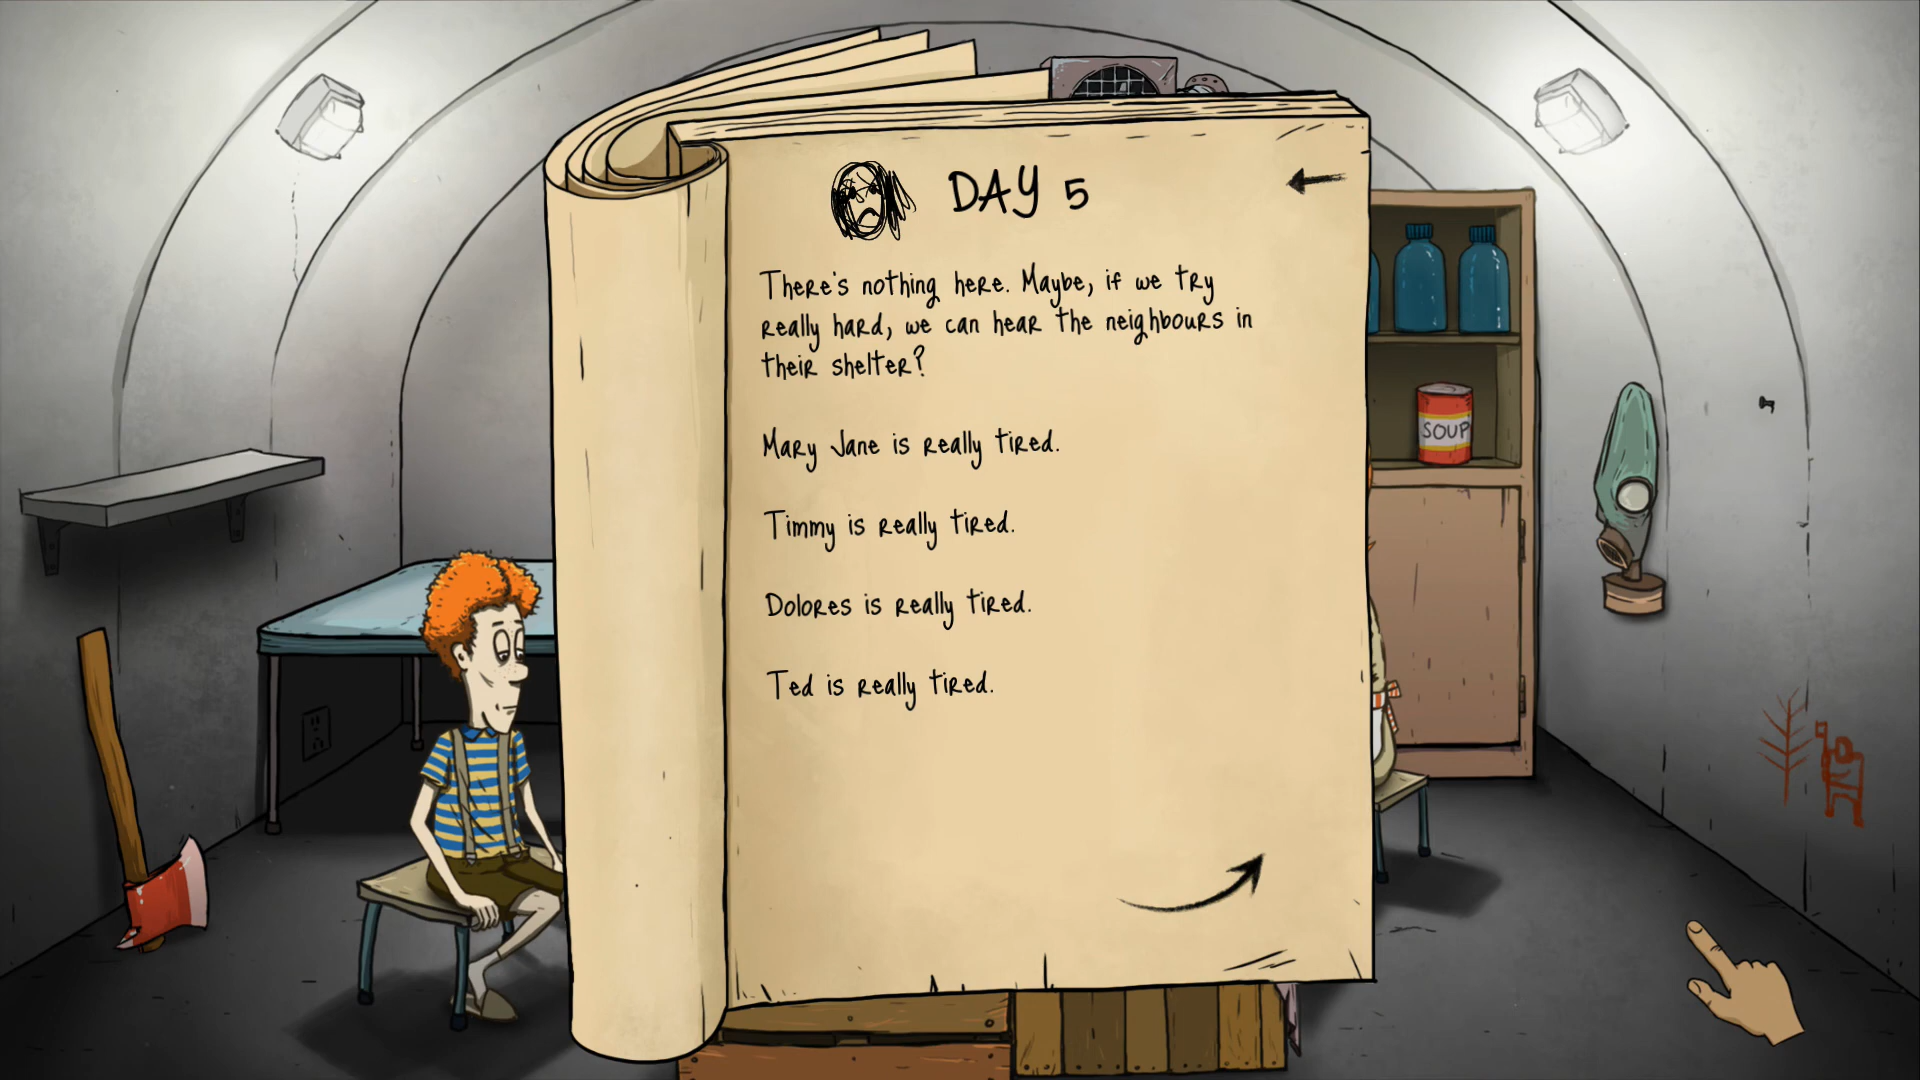 DAY 5
There's nothing here. Maybe, if we try
really hard, we can hear the neighbours in
their shelter?
Mary Jane is really tired.
Timmy is really tired.
Dolores is really tired.
Ted is really tired.
SOUP